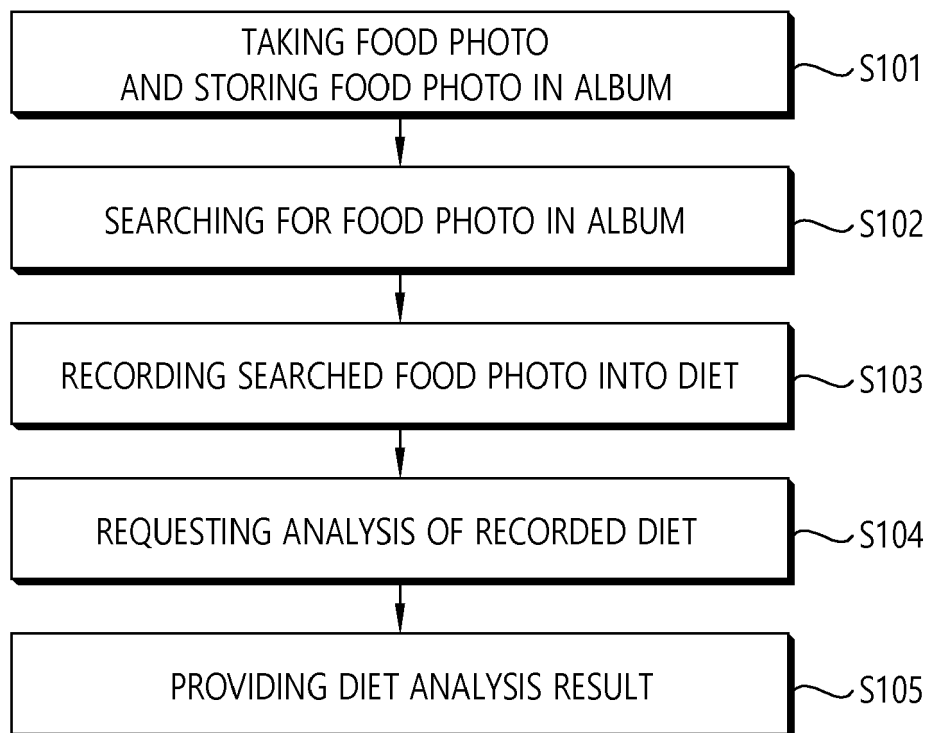 TAKING FOOD PHOTO
AND STORING FOOD PHOTO IN ALBUM
S101
SEARCHING FOR FOOD PHOTO IN ALBUM
S102
RECORDING SEARCHED FOOD PHOTO INTO DIET
S103
REQUESTING ANALYSIS OF RECORDED DIET
S104
PROVIDING DIET ANALYSIS RESULT
S105